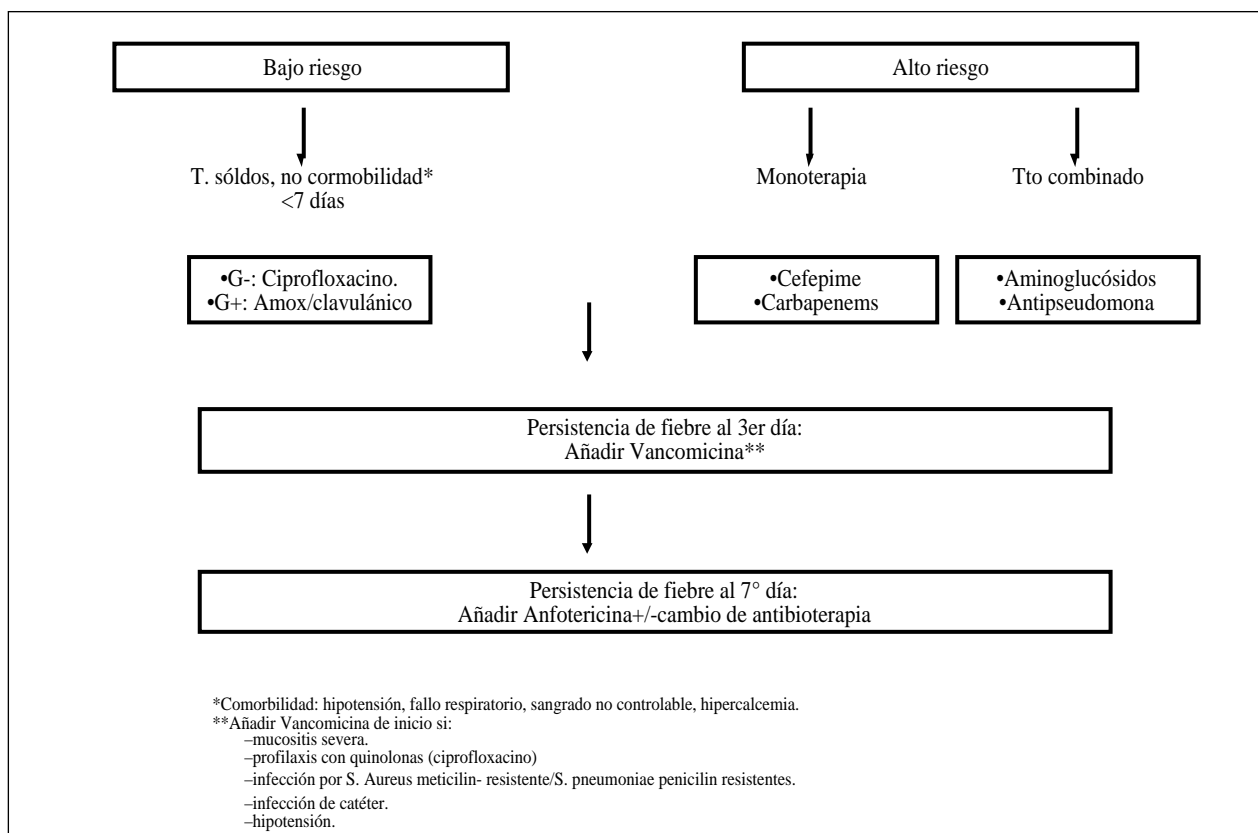 Bajo riesgo
Alto riesgo
T. sóldos, no cormobilidad*
<7 días
Monoterapia
Tto combinado
•G-: Ciprofloxacino.
•G+: Amox/clavulánico
•Cefepime
•Carbapenems
•Aminoglucósidos
•Antipseudomona
Persistencia de fiebre al 3er día:
Añadir Vancomicina**
Persistencia de fiebre al 7° día:
Añadir Anfotericina+/-cambio de antibioterapia
*Comorbilidad: hipotensión, fallo respiratorio, sangrado no controlable, hipercalcemia.
**Añadir Vancomicina de inicio si:
–mucositis severa.
–profilaxis con quinolonas (ciprofloxacino)
–infección por S. Aureus meticilin- resistente/S. pneumoniae penicilin resistentes.
–infección de catéter.
–hipotensión.